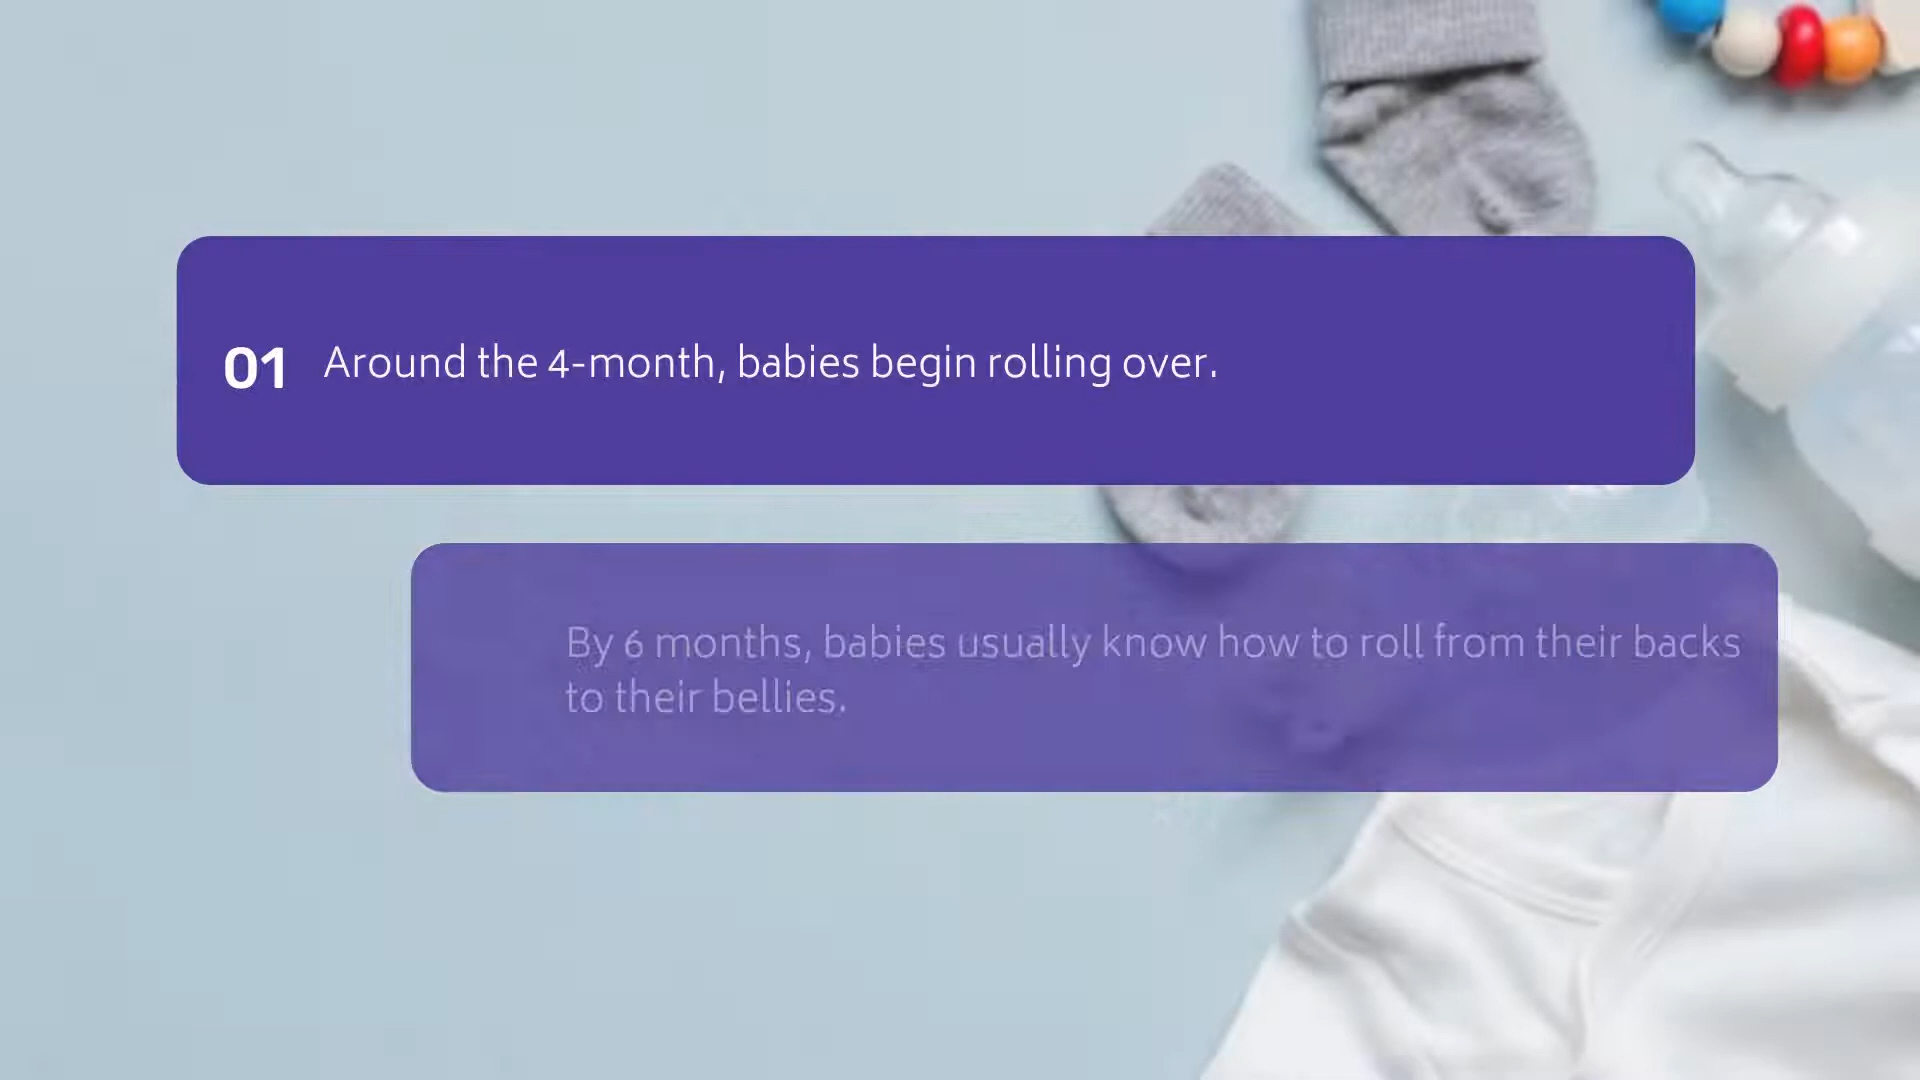 01 Around the 4-month, babies begin rolling over.
By 6 months, babies usually know how to roll from their backs
to their bellies.